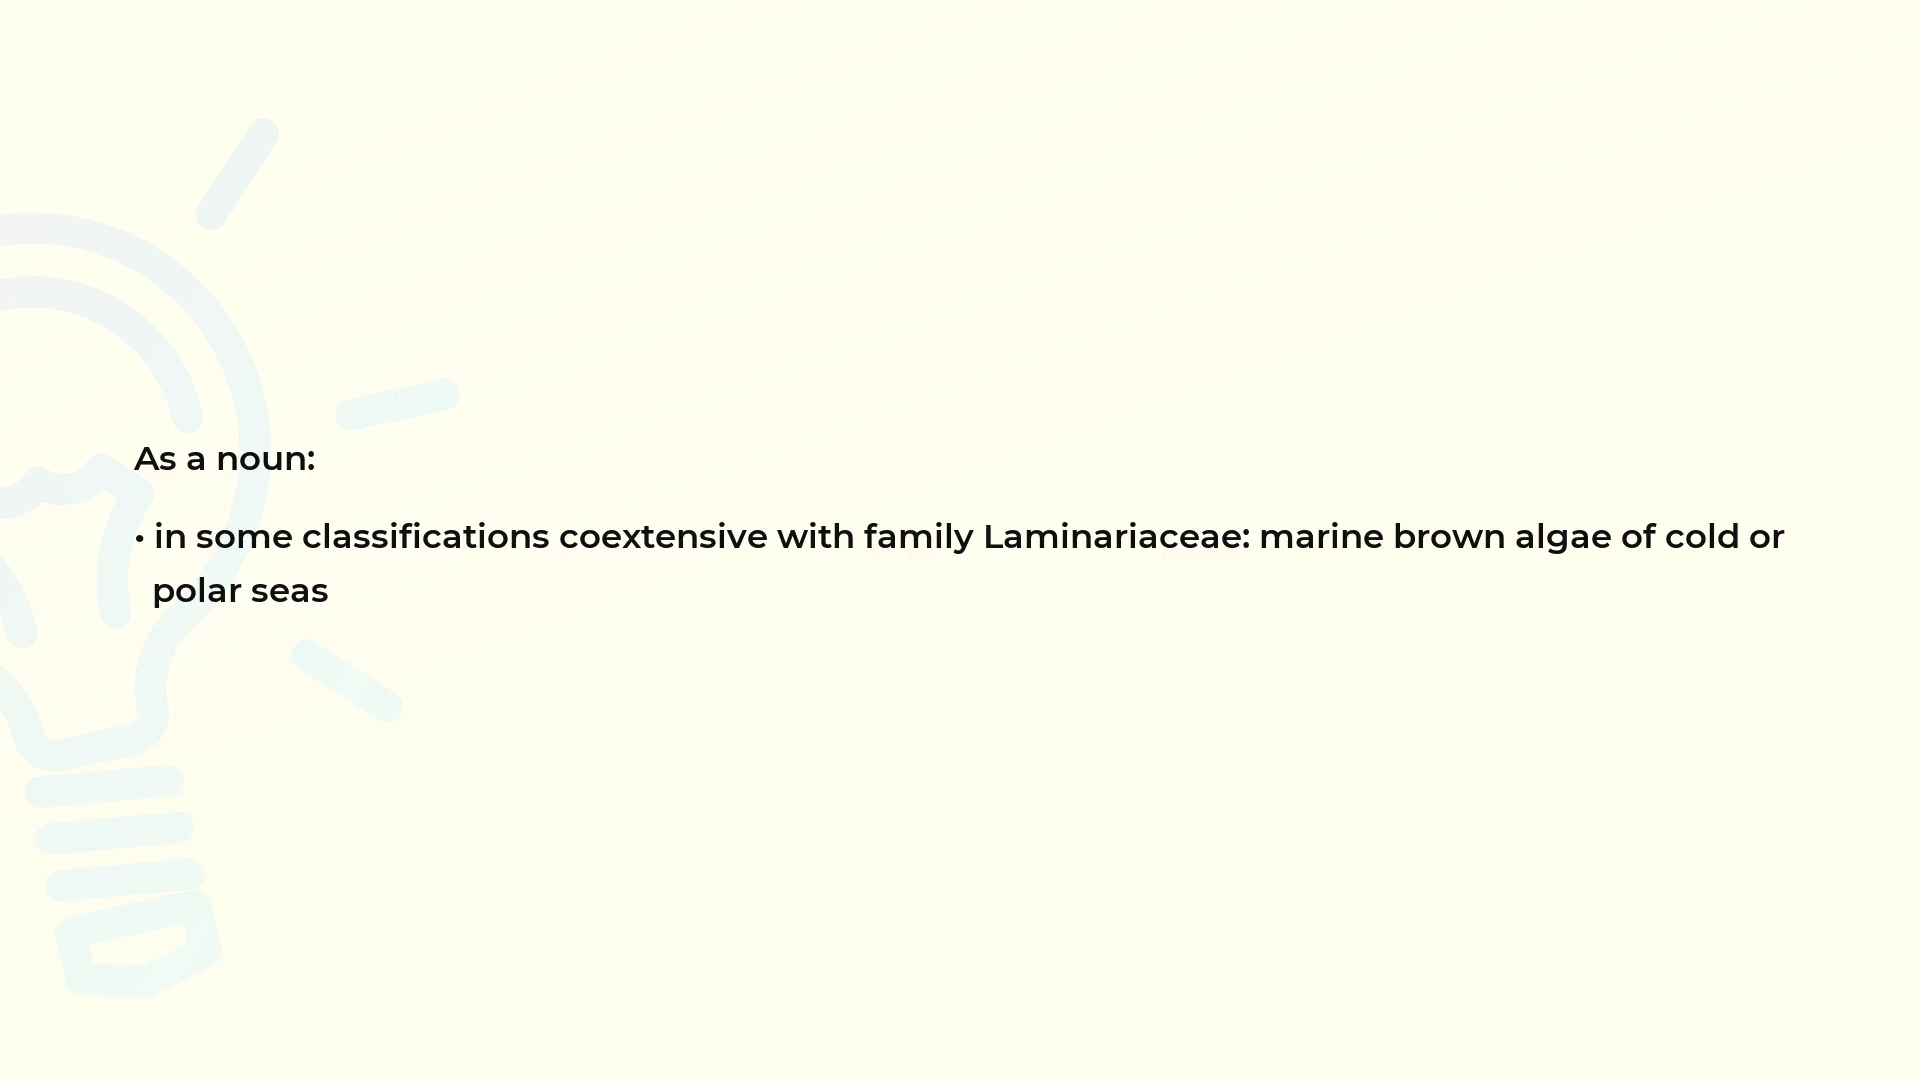 As a noun:
• in some classifications coextensive with family Laminariaceae: marine brown algae of cold or
polar seas